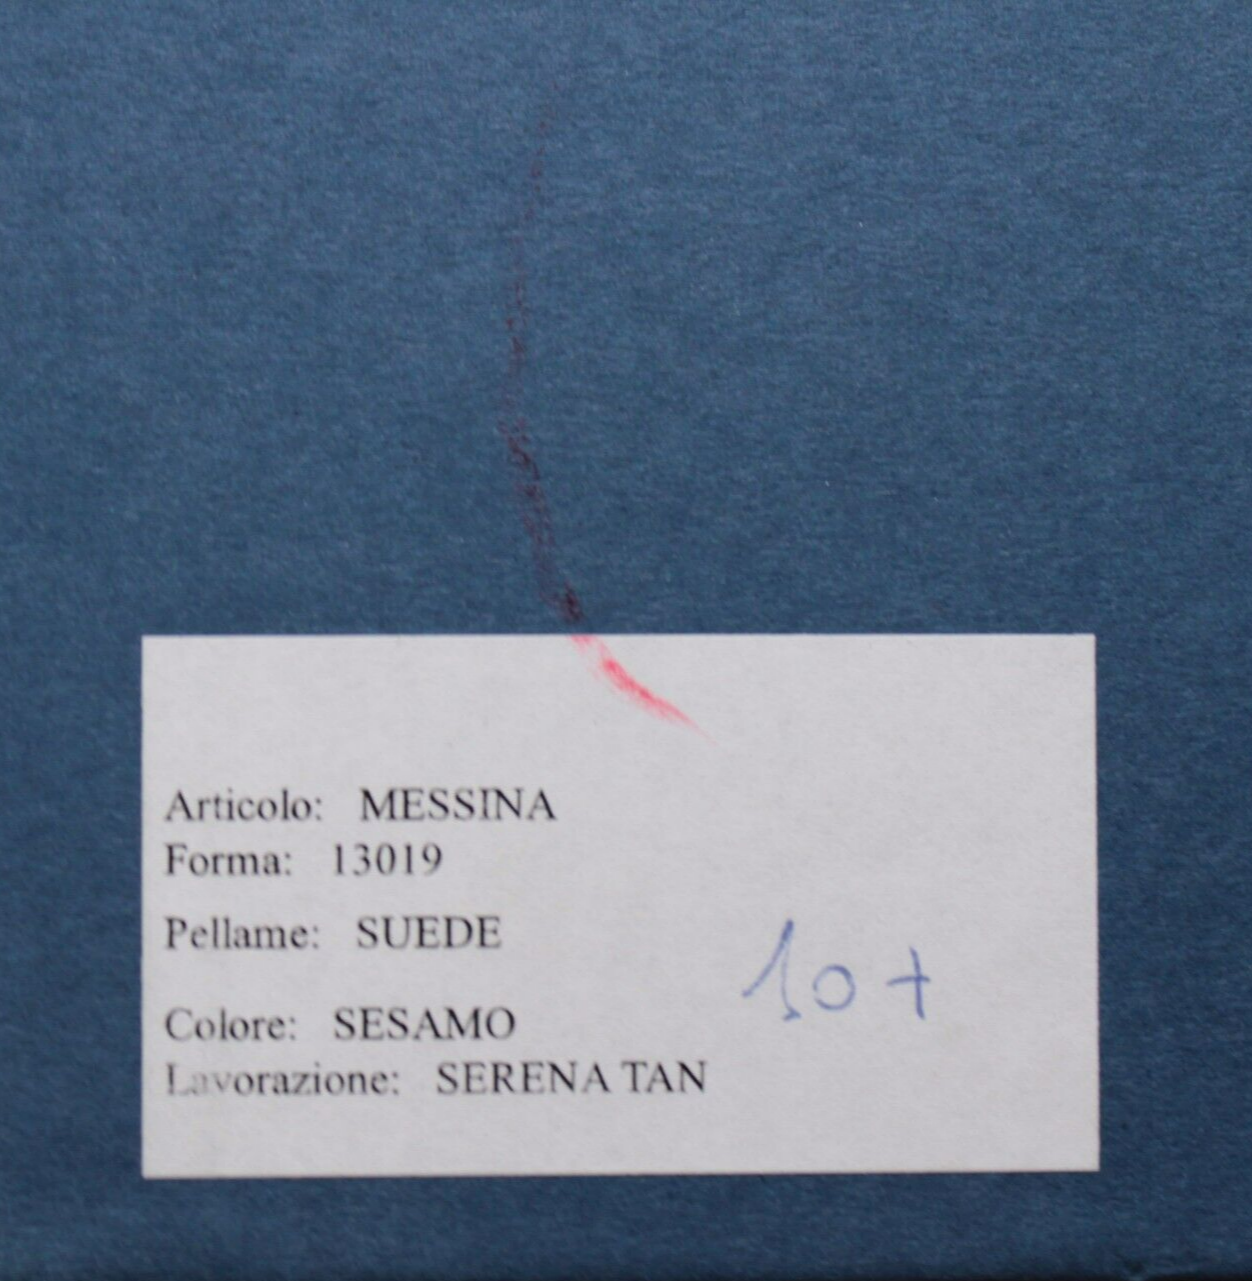 Articolo: MESSINA
Forma: 13019
Pellame: SUEDE
10+
Colore: SESAMO
Lavorazione: SERENA TAN